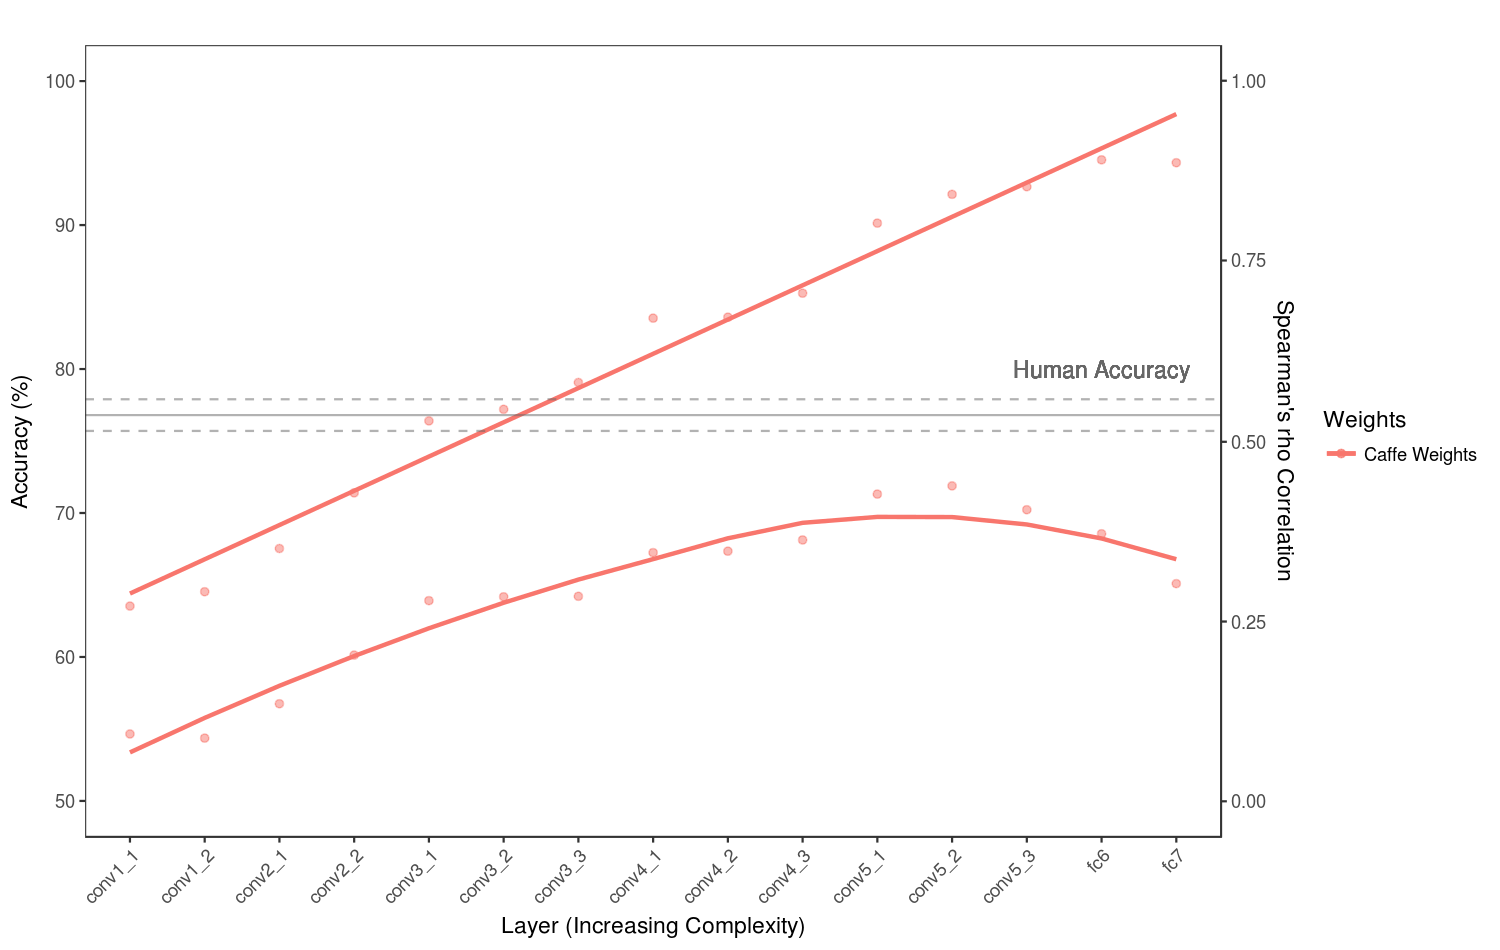 100
90
80
70
60
50
Accuracy (%)
1.00
0.75
0.50
0.25
0.00
Spearman's rho Correlation
Human Accuracy
Weights
Caffe Weights
conv1_1
conv1_2
conv2_1
conv2_2
conv3_1
conv3_2
conv3_3
conv4_1
conv4_2
conv4_3
conv5_1
conv5_2
conv5_3
fc6
fc7
Layer (Increasing Complexity)